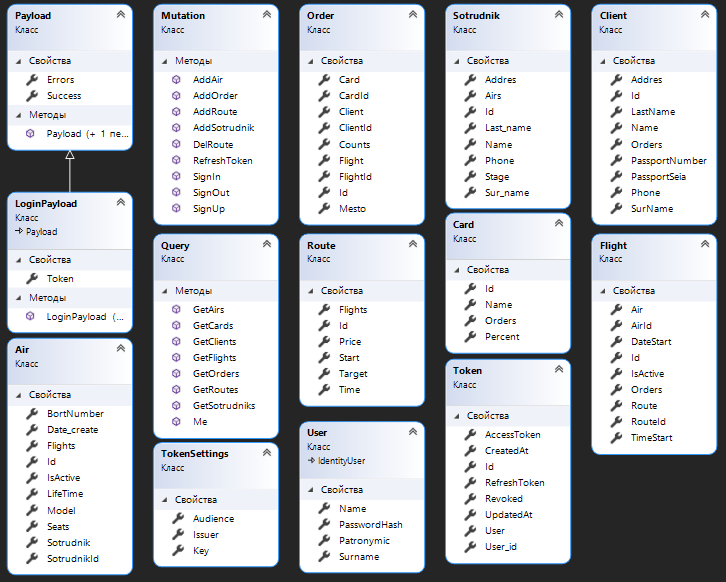 Payload
Класс
Свойства
Errors
Success
Методы
Payload (+ 1 пе...
LoginPayload
Класс
Payload
Свойства
Token
Методы
LoginPayload (...
Air
Класс
Свойства
BortNumber
Date_create
Flights
Id
IsActive
LifeTime
Model
Seats
Sotrudnik
SotrudnikId
Mutation
Класс
Методы
AddAir
AddOrder
AddRoute
AddSotrudnik
DelRoute
RefreshToken
SignIn
SignOut
SignUp
Query
Класс
Методы
GetAirs
GetCards
GetClients
GetFlights
GetOrders
GetRoutes
GetSotrudniks
Me
TokenSettings
Класс
Свойства
Audience
Issuer
Key
Order
Класс
Свойства
Card
CardId
Client
ClientId
Counts
Flight
FlightId
Id
Mesto
Route
Класс
Свойства
Flights
Id
Price
Start
Target
Time
User
Класс
IdentityUser
Свойства
Name
PasswordHash
Patronymic
Surname
Sotrudnik
Класс
Свойства
Addres
Airs
Id
Last_name
Name
Phone
Stage
Sur_name
Card
Класс
Свойства
Id
Name
Orders
Percent
Token
Класс
Свойства
AccessToken
CreatedAt
Id
RefreshToken
Revoked
UpdatedAt
User
User_id
Client
Класс
Свойства
Addres
Id
LastName
Name
Orders
PassportNumber
PassportSeia
Phone
SurName
Flight
Класс
Свойства
Air
AirId
DateStart
Id
IsActive
Orders
Route
RouteId
TimeStart